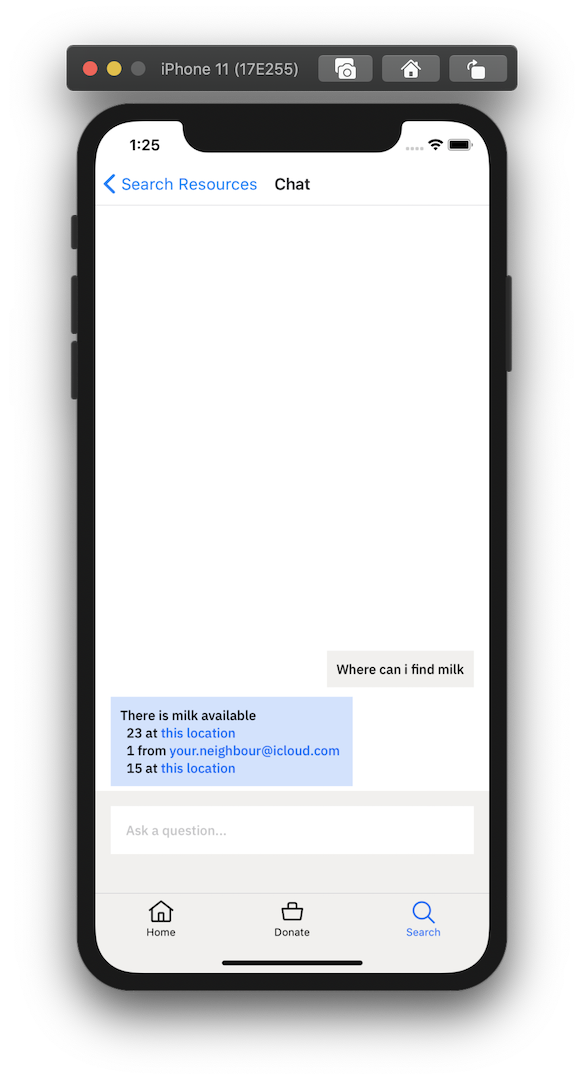 iPhone 11 (17E255)
1:25
Search Resources Chat
Where can i find milk
There is milk available
23 at this location
1 from your.neighbour@icloud.com
15 at this location
Ask a question...
Home Donate Search